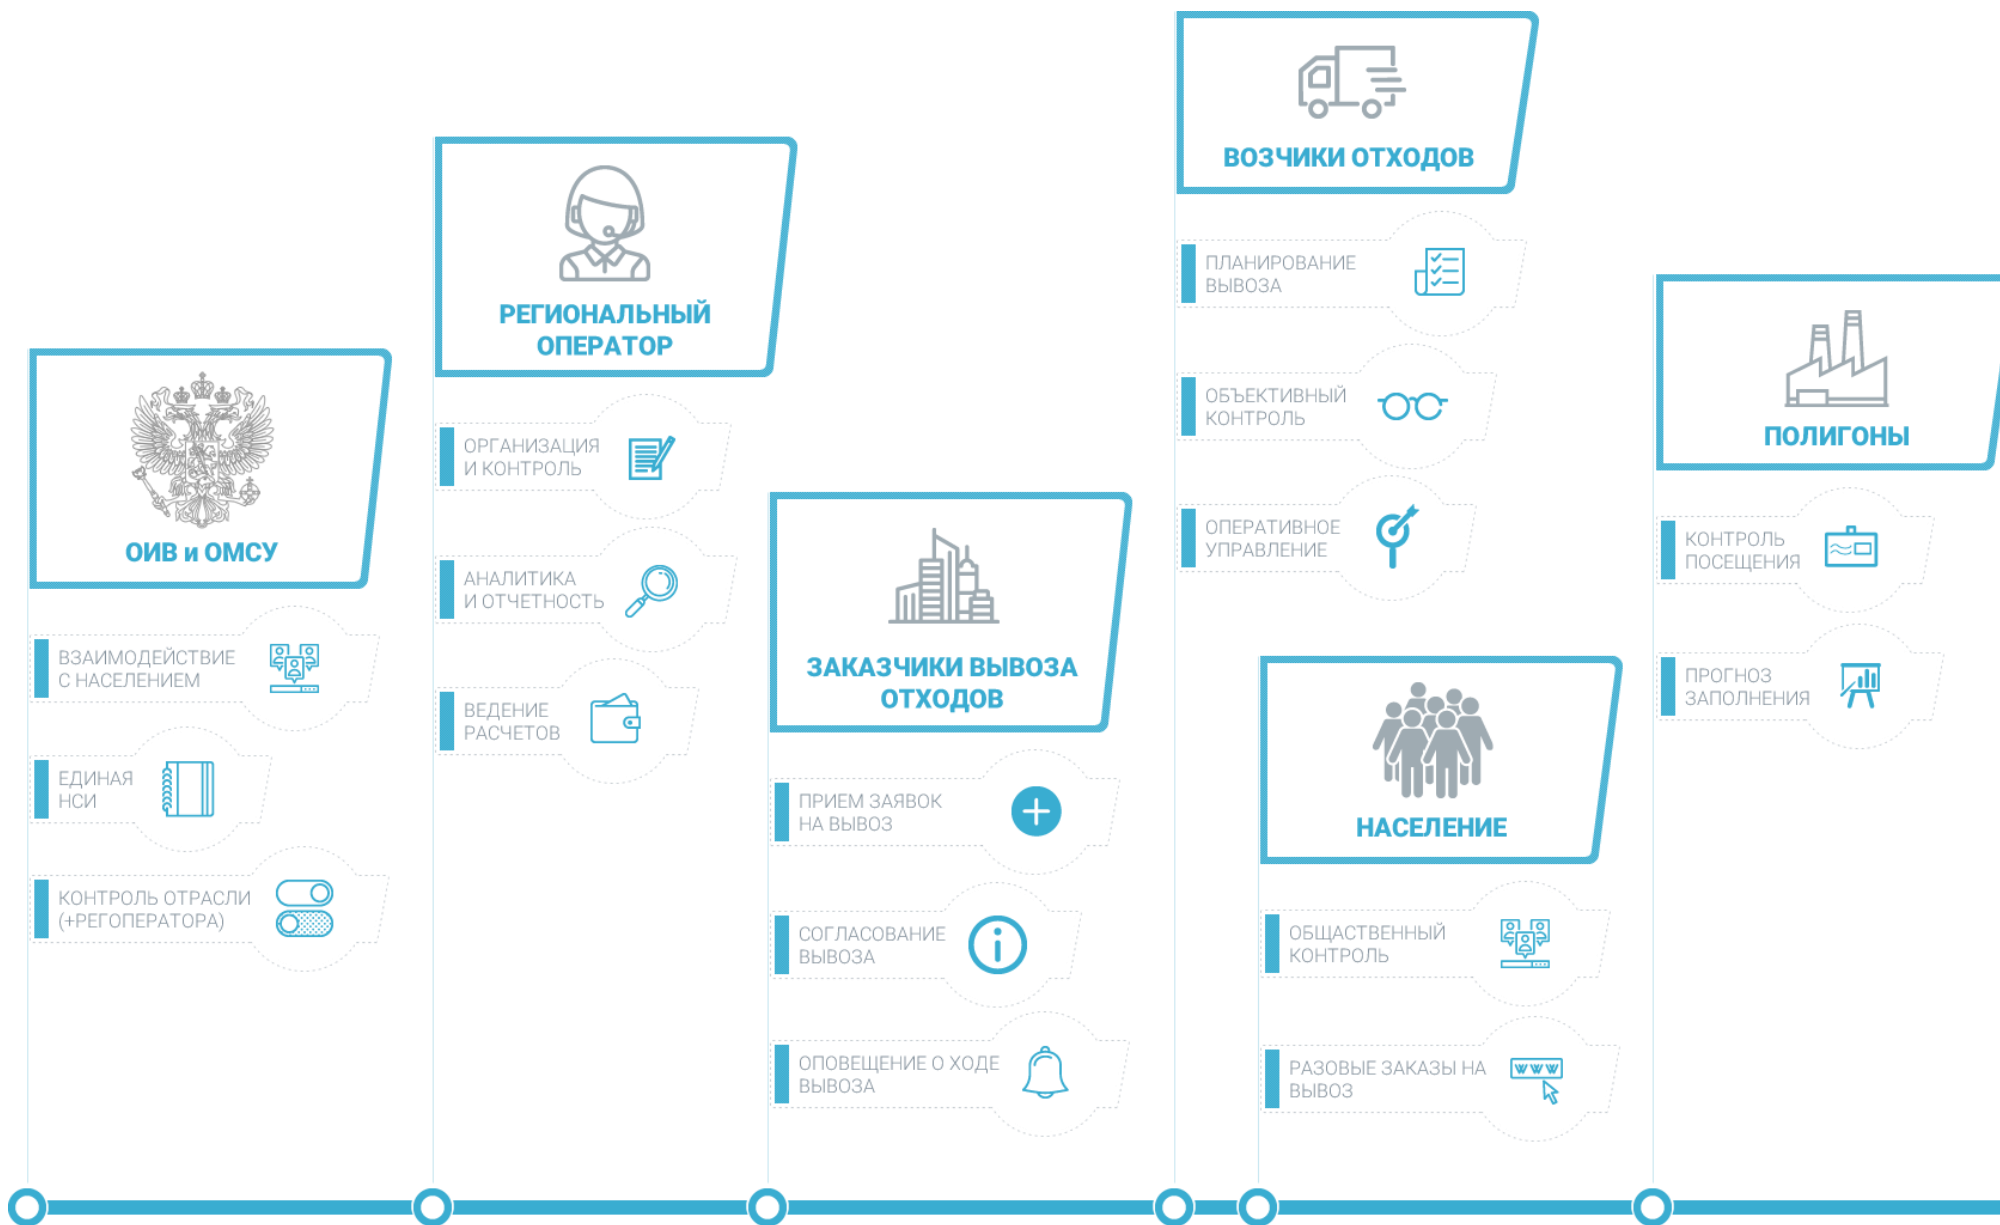 ОИВ и ОМСУ
ВЗАИМОДЕЙСТВИЕ
С НАСЕЛЕНИЕМ
ЕДИНАЯ
НСИ
КОНТРОЛЬ ОТРАСЛИ
(+РЕГОПЕРАТОРА)
РЕГИОНАЛЬНЫЙ
ОПЕРАТОР
ОРГАНИЗАЦИЯ
И КОНТРОЛЬ
АНАЛИТИКА
И ОТЧЕТНОСТЬ
ВЕДЕНИЕ
РАСЧЕТОВ
ЗАКАЗЧИКИ ВЫВОЗА
ОТХОДОВ
ПРИЕМ ЗАЯВОК
НА ВЫВОЗ
СОГЛАСОВАНИЕ
ВЫВОЗА
ОПОВЕЩЕНИЕ О ХОДЕ
ВЫВОЗА
ВОЗЧИКИ ОТХОДОВ
ПЛАНИРОВАНИЕ
ВЫВОЗА
ОБЪЕКТИВНЫЙ
КОНТРОЛЬ
ОПЕРАТИВНОЕ
УПРАВЛЕНИЕ
НАСЕЛЕНИЕ
ОБЩАСТВЕННЫЙ
КОНТРОЛЬ
РАЗОВЫЕ ЗАКАЗЫ НА
ВЫВОЗ
WWW
ПОЛИГОНЫ
КОНТРОЛЬ
ПОСЕЩЕНИЯ
ПРОГНОЗ
ЗАПОЛНЕНИЯ